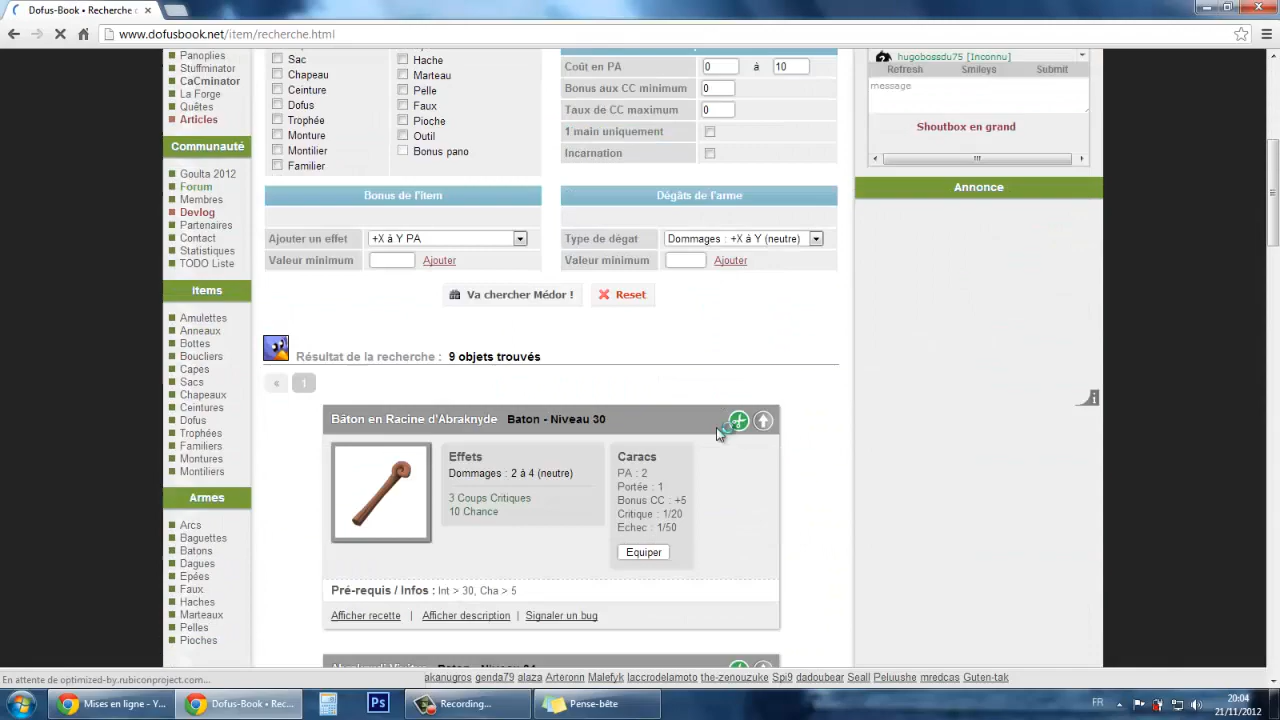 Dofus-Book • Recherche d
www.dofusbook.net/item/recherche.html
Panoplies
Stuffminator
CaCminator
La Forge
Quêtes
Articles
Communauté
Goulta 2012
Forum
Membres
Devlog
Partenaires
Contact
Statistiques
TODO Liste
Items
Amulettes
Anneaux
Bottes
Boucliers
Capes
Sacs
Chapeaux
Ceintures
Dofus
Trophées
Familiers
Montures
Montiliers
Armes
Arcs
Baguettes
Batons
Dagues
Epées
Faux
Haches
Marteaux
Pelles
Pioches
Sac
Chapeau
Ceinture
Dofus
Trophée
Monture
Montilier
Familier
Hache
Marteau
Pelle
Faux
Pioche
Outil
Bonus pano
Coût en PA 0 à 10
Bonus aux CC minimum 0
Taux de CC maximum 0
1 main uniquement
Incarnation
Bonus de l'item
Ajouter un effet +X à Y PA
Valeur minimum Ajouter
Dégâts de l'arme
Type de dégat Dommages : +X à Y (neutre)
Valeur minimum Ajouter
Va chercher Médor ! Reset
Résultat de la recherche : 9 objets trouvés
« 1
Bâton en Racine d'Abraknyde Baton - Niveau 30
Effets
Dommages : 2 à 4 (neutre)
3 Coups Critiques
10 Chance
Caracs
PA : 2
Portée : 1
Bonus CC : +5
Critique : 1/20
Echec : 1/50
Equiper
Pré-requis / Infos : Int > 30, Cha > 5
Afficher recette | Afficher description | Signaler un bug
hugobossdu75 [Inconnu]
Refresh Smileys Submit
message
Shoutbox en grand
Annonce
i
En attente de optimized-by.rubiconproject.com...
akanugros genda79 alaza Arteronn Malefyk laccrodelamoto the-zenouzuke Spi9 dadoubear Seall Peluushe mredcas Guten-tak
Mises en ligne - Y...
Dofus-Book • Rec...
Ps
Recording...
Pense-bête
FR
20:04
21/11/2012